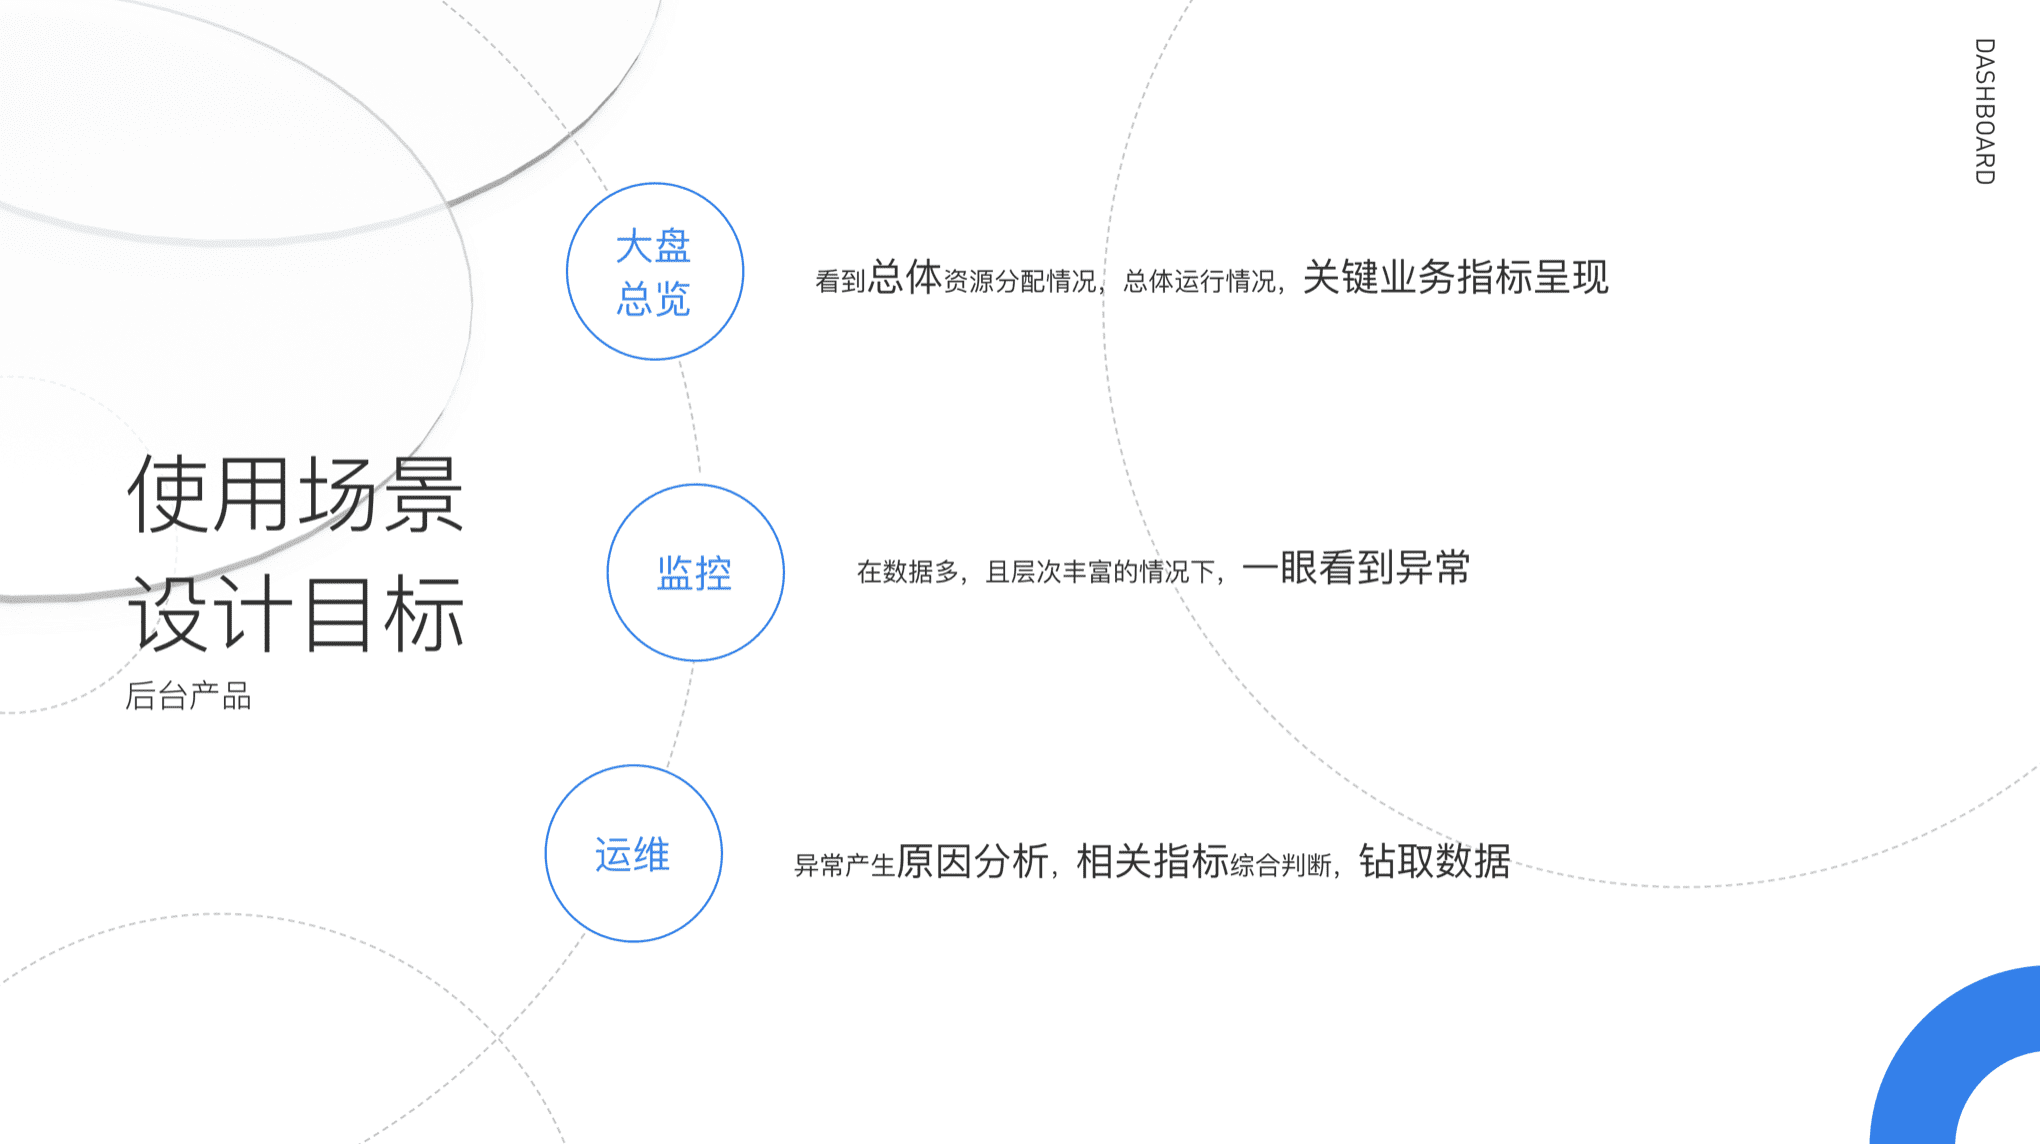 使用场景
设计目标
后台产品
大盘
总览
看到总体资源分配情况，总体运行情况，关键业务指标呈现
监控
在数据多，且层次丰富的情况下，一眼看到异常
运维
异常产生原因分析，相关指标综合判断，钻取数据
DASHBOARD